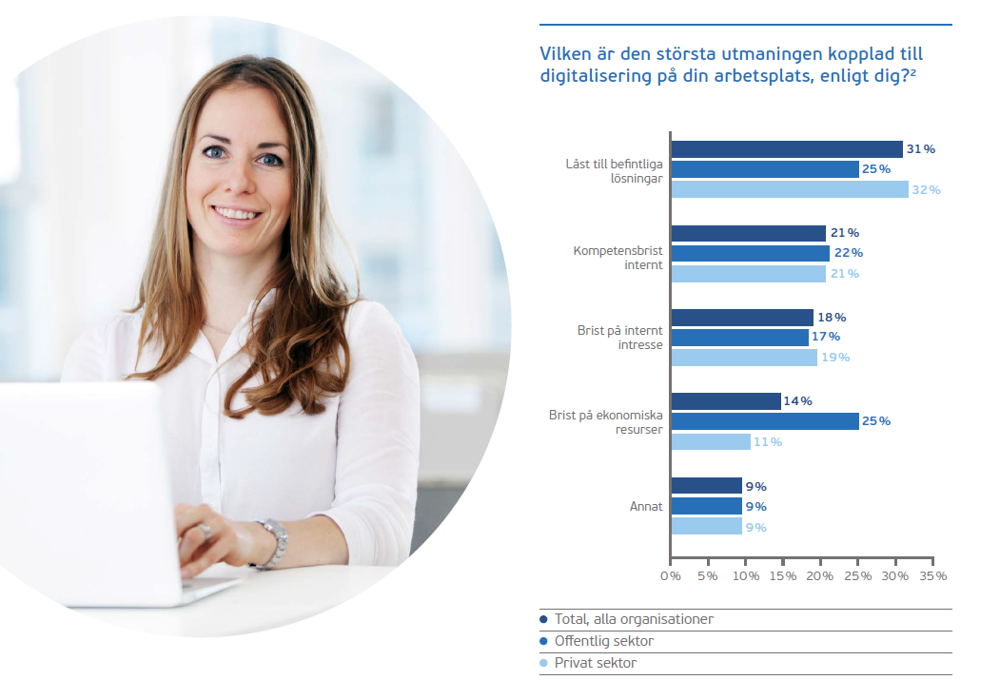 Vilken är den största utmaningen kopplad till
digitalisering på din arbetsplats, enligt dig?²
Låst till befintliga
lösningar
31%
25%
32%
Kompetensbrist
internt
21%
22%
21%
Brist på internt
intresse
18%
17%
19%
Brist på ekonomiska
resurser
14%
25%
11%
Annat
9%
9%
9%
0% 5% 10% 15% 20% 25% 30% 35%
Total, alla organisationer
Offentlig sektor
Privat sektor